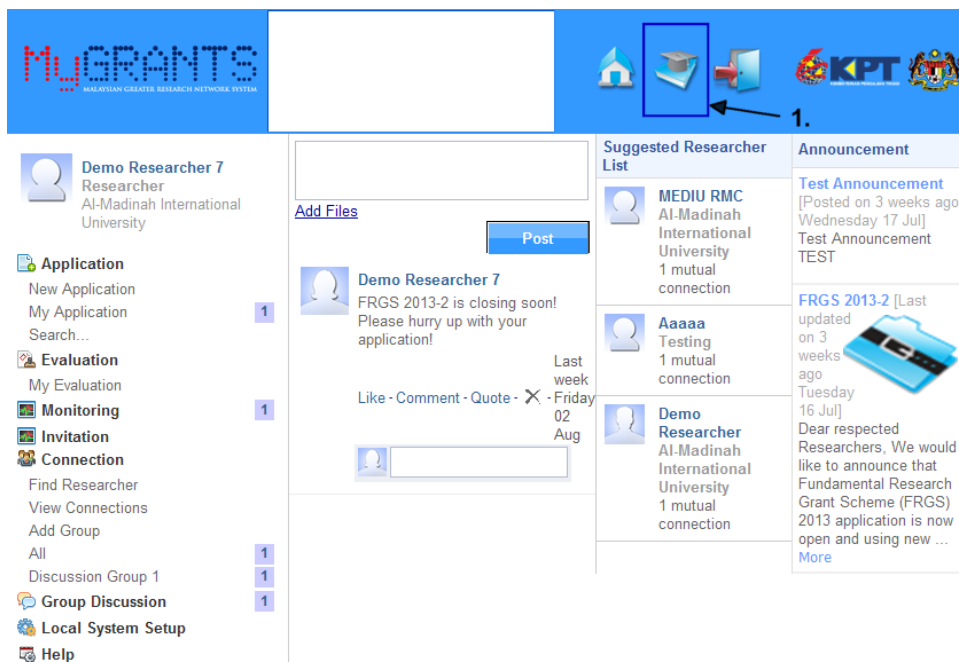 MyGRANTS
MALAYSIAN GREATER RESEARCH NETWORK SYSTEM
KPT
1.
Demo Researcher 7
Researcher
Al-Madinah International
University
Application
New Application
My Application 1
Search...
Evaluation
My Evaluation
Monitoring 1
Invitation
Connection
Find Researcher
View Connections
Add Group
All 1
Discussion Group 1 1
Group Discussion 1
Local System Setup
Help
Add Files
Post
Demo Researcher 7
FRGS 2013-2 is closing soon!
Please hurry up with your
application!
Like - Comment - Quote - X - Last
week
Friday
02
Aug
Suggested Researcher
List
MEDIU RMC
Al-Madinah
International
University
1 mutual
connection
Aaaaa
Testing
1 mutual
connection
Demo
Researcher
Al-Madinah
International
University
1 mutual
connection
Announcement
Test Announcement
[Posted on 3 weeks ago
Wednesday 17 Jul]
Test Announcement
TEST
FRGS 2013-2 [Last
updated
on 3
weeks
ago
Tuesday
16 Jul]
Dear respected
Researchers, We would
like to announce that
Fundamental Research
Grant Scheme (FRGS)
2013 application is now
open and using new ...
More